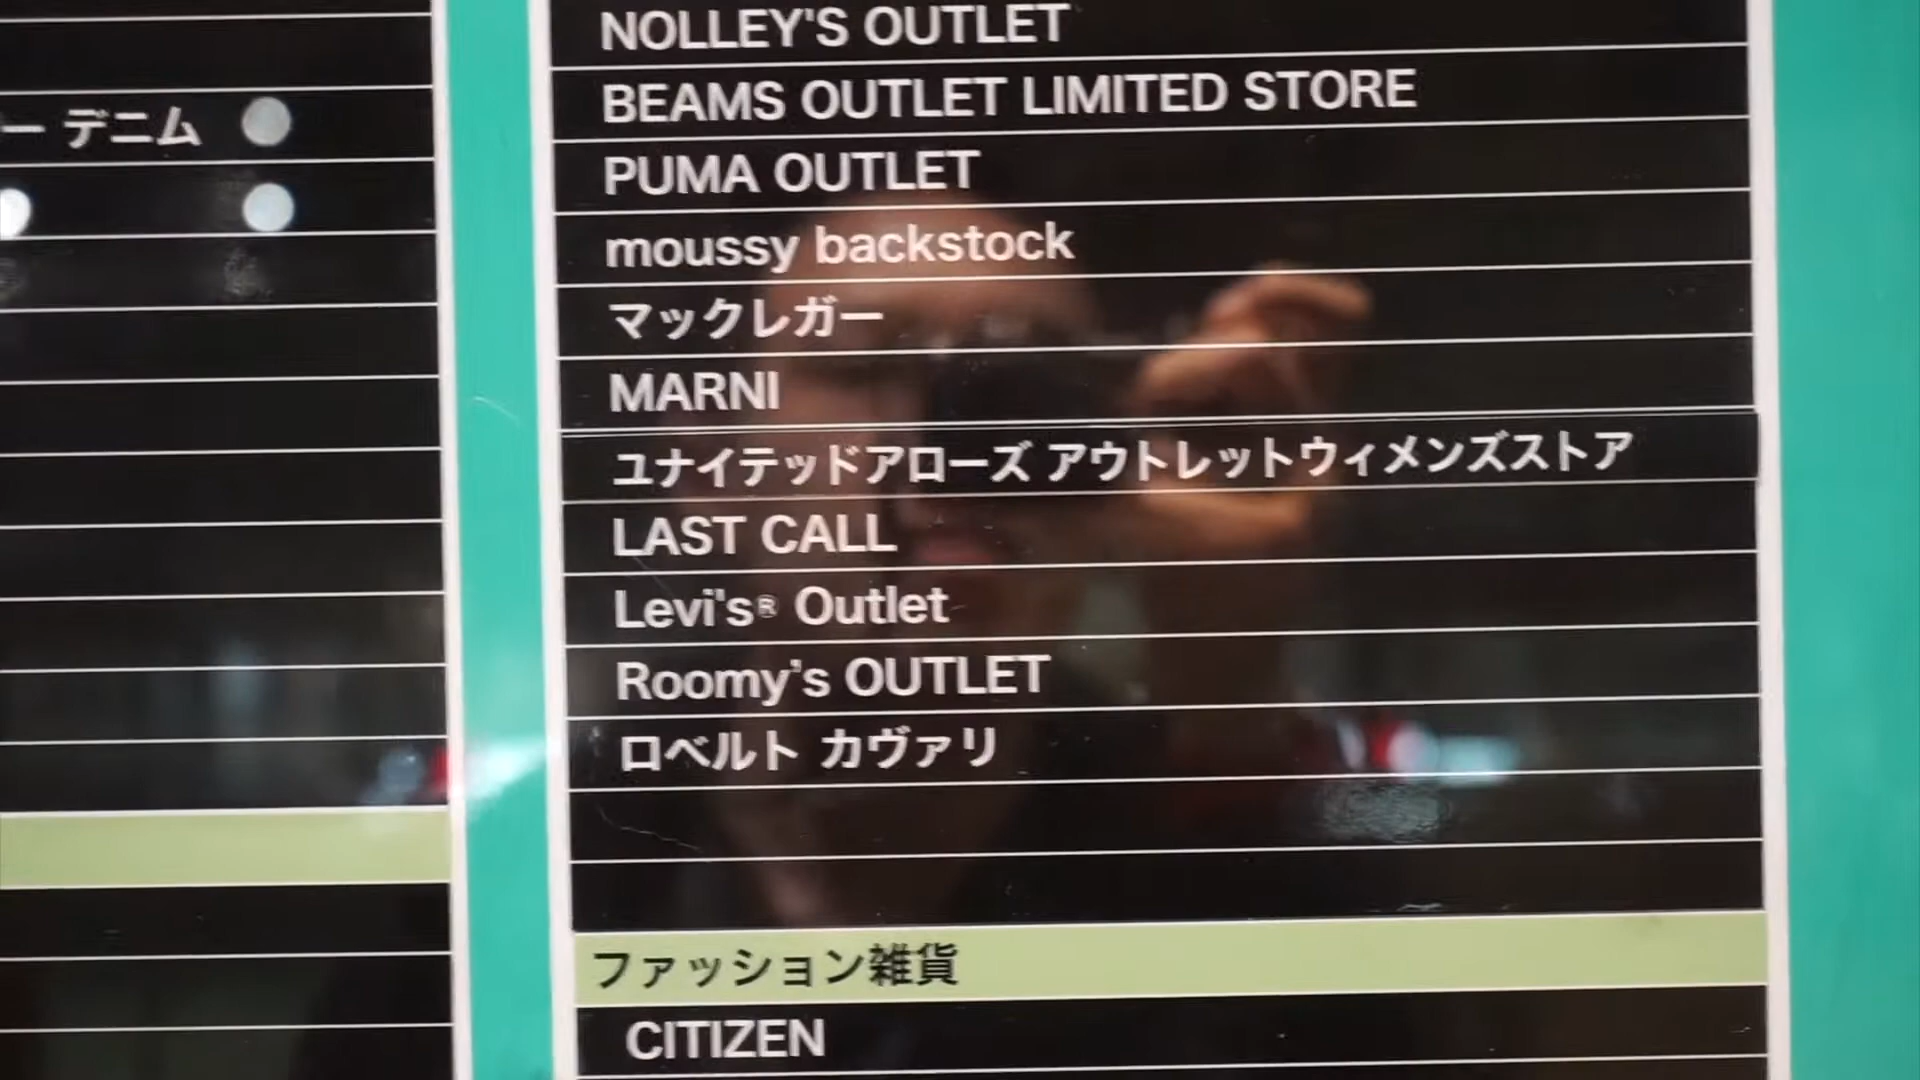 ー デニム
NOLLEY'S OUTLET
BEAMS OUTLET LIMITED STORE
PUMA OUTLET
moussy backstock
マックレガー
MARNI
ユナイテッドアローズ アウトレットウィメンズストア
LAST CALL
Levi's® Outlet
Roomy's OUTLET
ロベルト カヴァリ
ファッション雑貨
CITIZEN